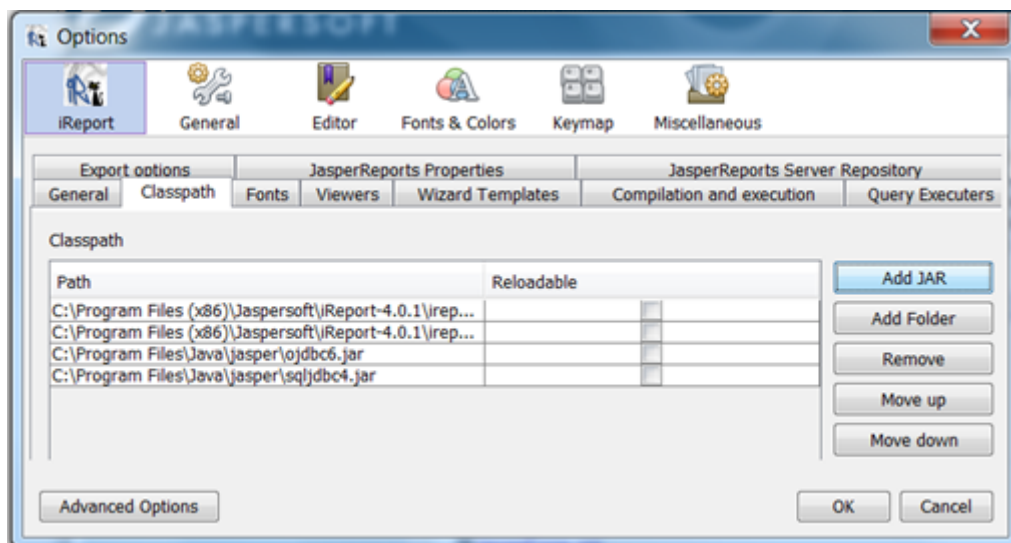 JASPERSOFT
Options
iReport General Editor Fonts & Colors Keymap Miscellaneous
Export options JasperReports Properties JasperReports Server Repository
General Classpath Fonts Viewers Wizard Templates Compilation and execution Query Executers
Classpath
Path Reloadable Add JAR
C:\Program Files (x86)\Jaspersoft\iReport-4.0.1\irep...
C:\Program Files (x86)\Jaspersoft\iReport-4.0.1\irep... Add Folder
C:\Program Files\Java\jasper\ojdbc6.jar Remove
C:\Program Files\Java\jasper\sqljdbc4.jar
Move up
Move down
Advanced Options OK Cancel